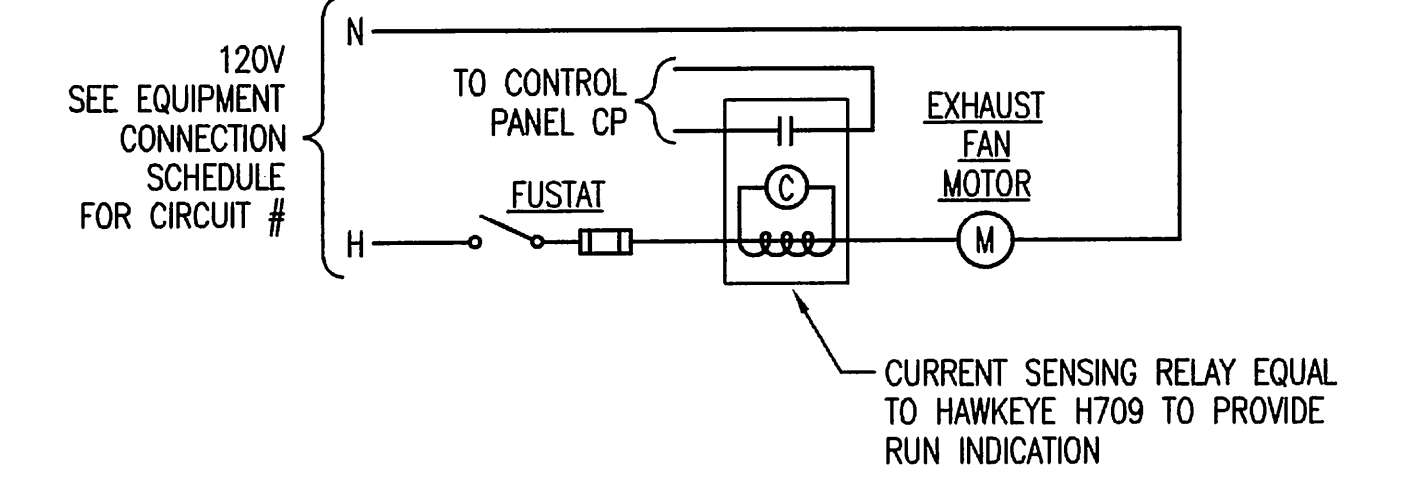 120V
SEE EQUIPMENT
CONNECTION
SCHEDULE
FOR CIRCUIT #
N
H
TO CONTROL
PANEL CP
FUSTAT
C
EXHAUST
FAN
MOTOR
M
CURRENT SENSING RELAY EQUAL
TO HAWKEYE H709 TO PROVIDE
RUN INDICATION